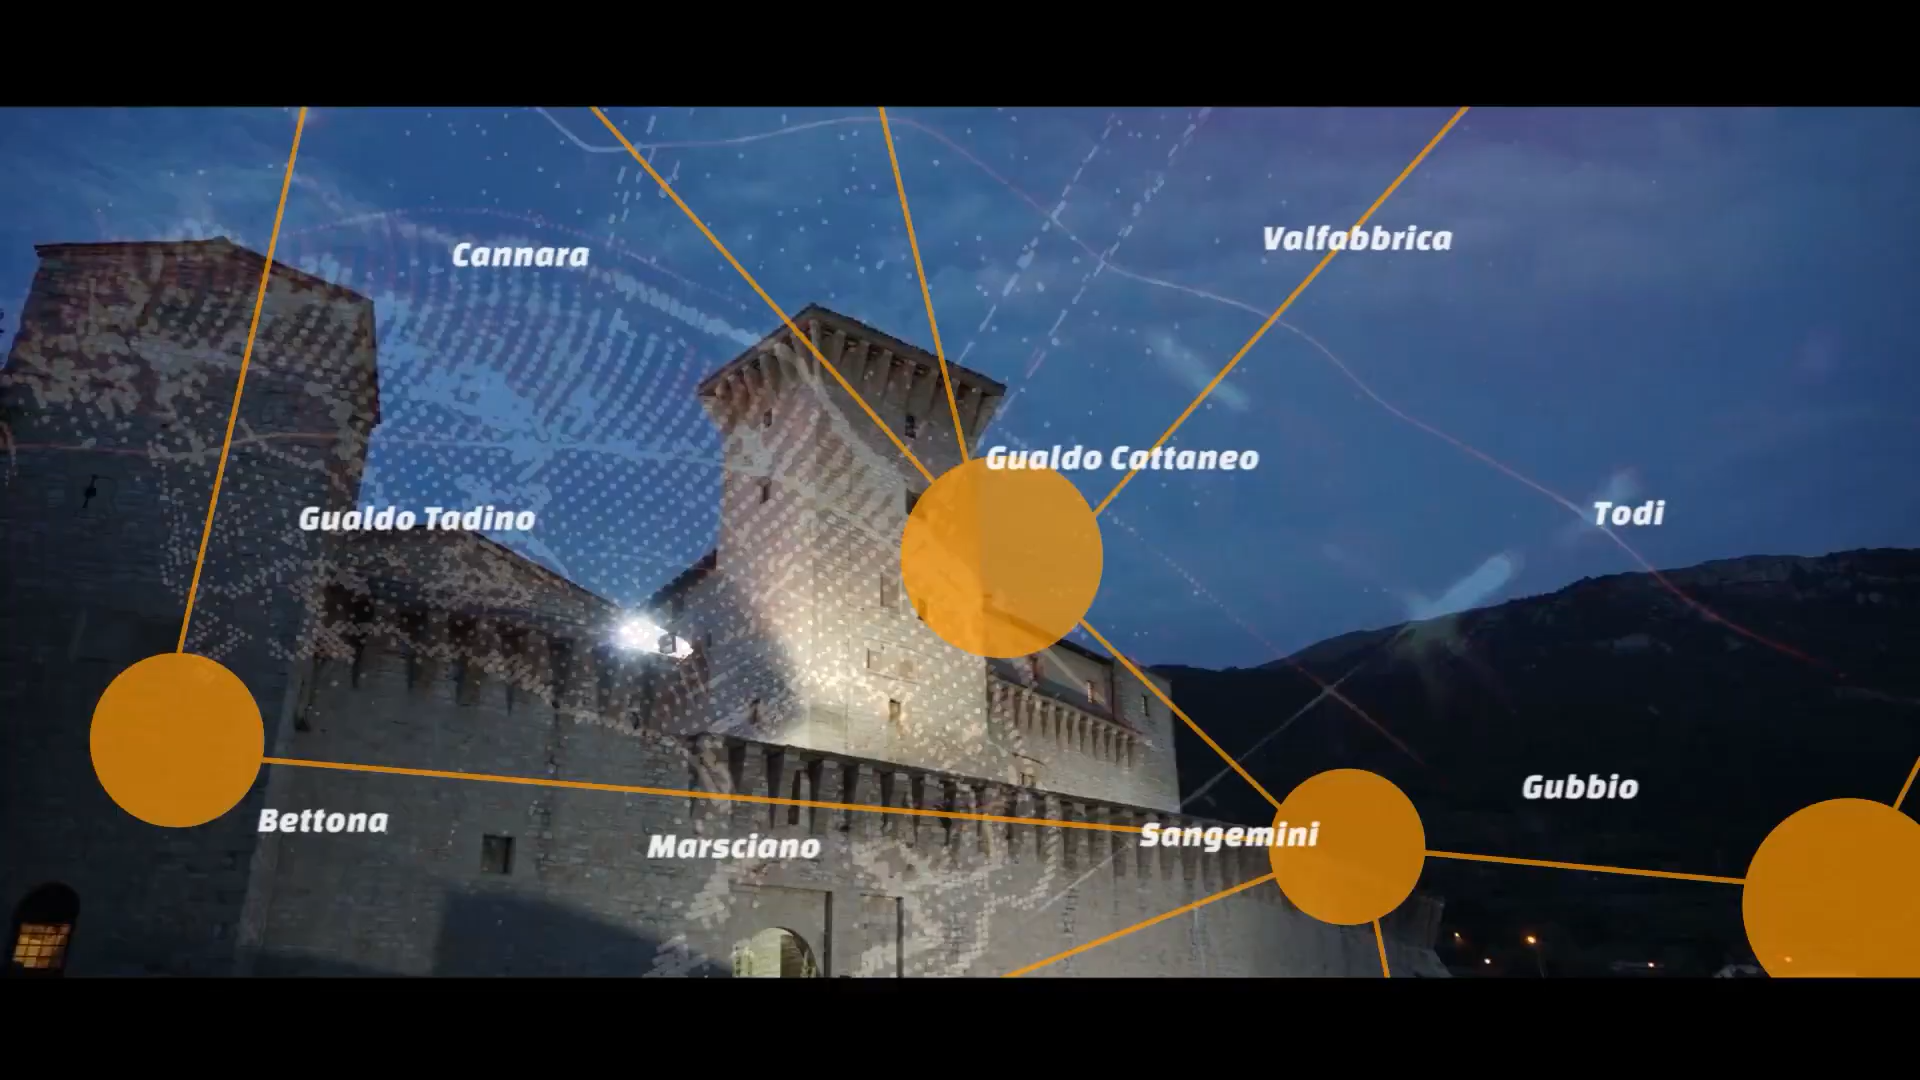 Valfabbrica
Cannara
Gualdo Cattaneo
Todi
Gualdo Tadino
Gubbio
Bettona
Sangemini
Marsciano